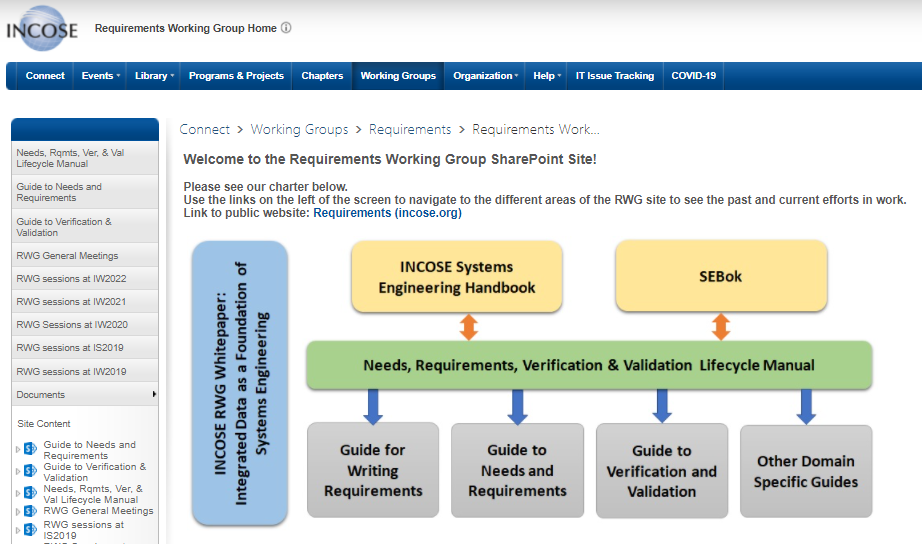 INCOSE
Requirements Working Group Home
Connect
Events
Library
Programs & Projects
Chapters
Working Groups
Organization
Help
IT Issue Tracking
COVID-19
Needs, Rqmts, Ver, & Val
Lifecycle Manual
Guide to Needs and
Requirements
Guide to Verification &
Validation
RWG General Meetings
RWG sessions at IW2022
RWG sessions at IW2021
RWG Sessions at IW2020
RWG sessions at IS2019
RWG sessions at IW2019
Documents
Site Content
Guide to Needs and
Requirements
Guide to Verification &
Validation
Needs, Rqmts, Ver, &
Val Lifecycle Manual
RWG General Meetings
RWG sessions at
IS2019
Connect > Working Groups > Requirements > Requirements Work...
Welcome to the Requirements Working Group SharePoint Site!
Please see our charter below.
Use the links on the left of the screen to navigate to the different areas of the RWG site to see the past and current efforts in work.
Link to public website: Requirements (incose.org)
INCOSE RWG Whitepaper:
Integrated Data as a Foundation of
Systems Engineering
INCOSE Systems
Engineering Handbook
SEBok
Needs, Requirements, Verification & Validation Lifecycle Manual
Guide for
Writing
Requirements
Guide to
Needs and
Requirements
Guide to
Verification and
Validation
Other Domain
Specific Guides